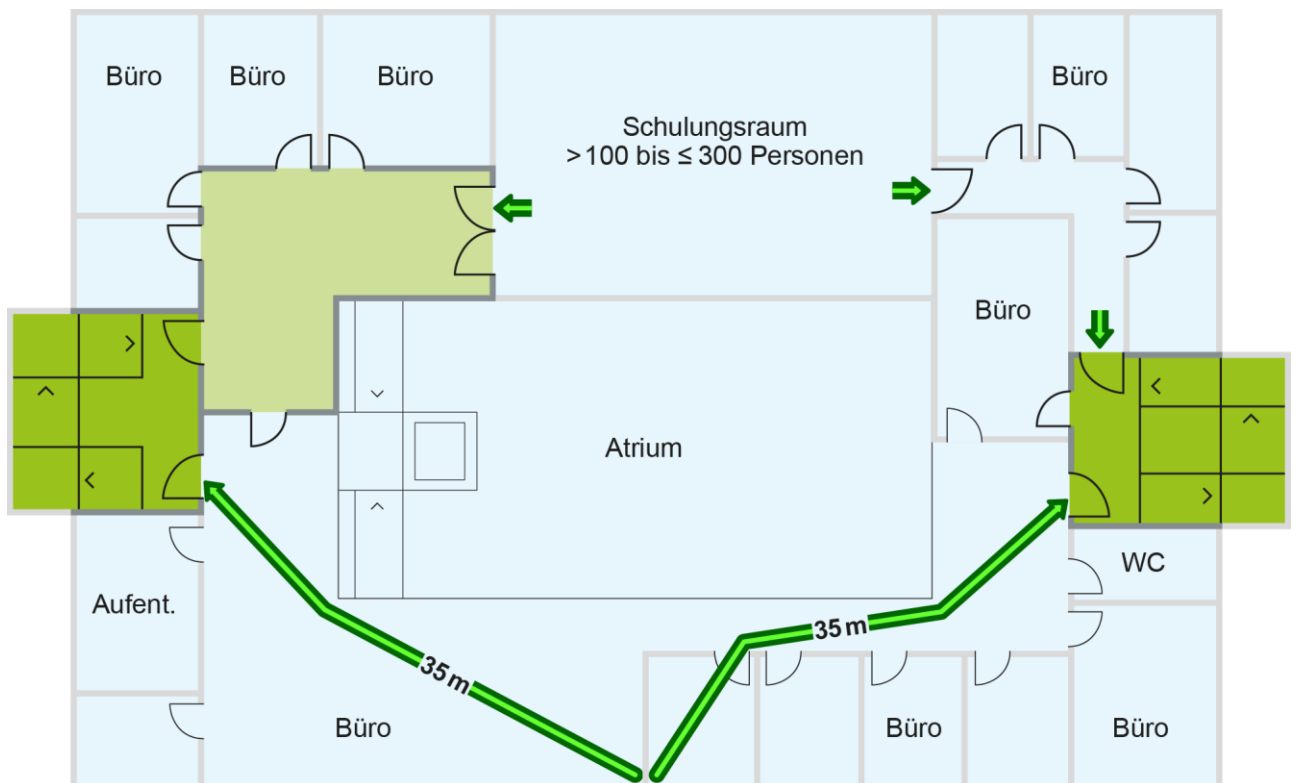 Büro
Büro
Büro
Schulungsraum
> 100 bis ≤ 300 Personen
Büro
Büro
Atrium
Aufent.
WC
35 m
35 m
Büro
Büro
Büro